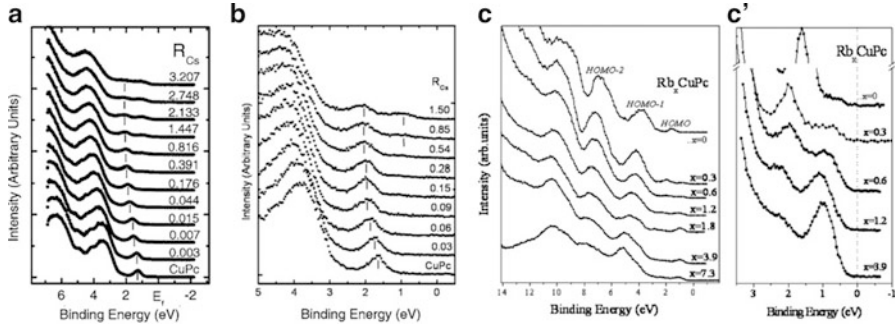 a
R_Cs
3.207
2.748
2.133
1.447
0.816
0.391
0.176
0.044
0.015
0.007
0.003
CuPc
Intensity (Arbitrary Units)
6 4 2 E_f -2
Binding Energy (eV)
b
R_Cs
1.50
0.85
0.54
0.28
0.15
0.09
0.06
0.03
CuPc
Intensity (Arbitrary Units)
5 4 3 2 1 0
Binding Energy (eV)
c
HOMO-2
Rb_xCuPc
HOMO-1
HOMO
x=0
x=0.3
x=0.6
x=1.2
x=1.8
x=3.9
x=7.3
Intensity (arb.units)
14 12 10 8 6 4 2 0
Binding Energy (eV)
c'
Rb_xCuPc
x=0
x=0.3
x=0.6
x=1.2
x=3.9
3 2 1 0 -1
Binding Energy (eV)